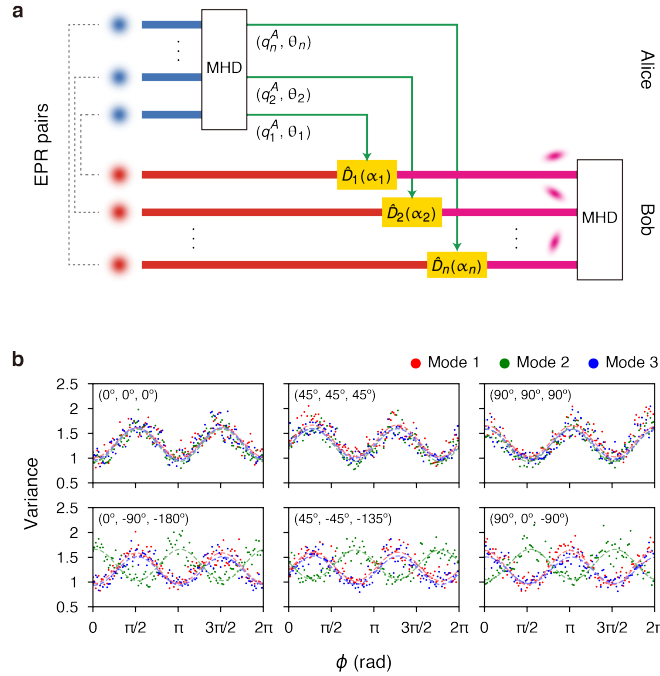 a
EPR pairs
MHD
(q_n^A, θ_n)
(q_2^A, θ_2)
(q_1^A, θ_1)
Alice
D̂_1(α_1)
D̂_2(α_2)
D̂_n(α_n)
MHD
Bob
b
Mode 1 Mode 2 Mode 3
Variance
2.5
2
1.5
1
0.5
(0°, 0°, 0°) (45°, 45°, 45°) (90°, 90°, 90°)
2.5
2
1.5
1
0.5
(0°, -90°, -180°) (45°, -45°, -135°) (90°, 0°, -90°)
0 π/2 π 3π/2 2π 0 π/2 π 3π/2 2π 0 π/2 π 3π/2 2π
ϕ (rad)